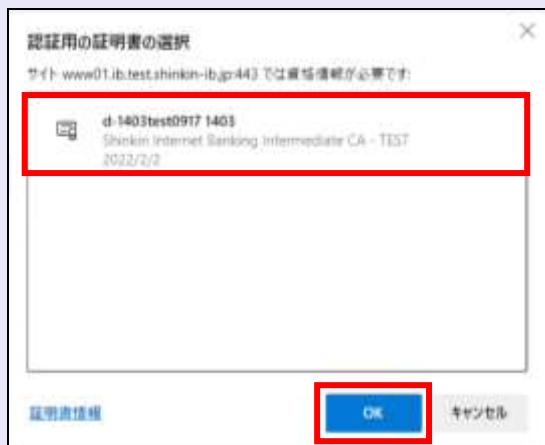 認証用の証明書の選択
サイト www01.ib.test.shinkin-ib.jp:443 では資格情報が必要です:
d-1403test0917 1403
Shinkin Internet Banking Intermediate CA - TEST
2022/2/2
証明書情報
OK
キャンセル